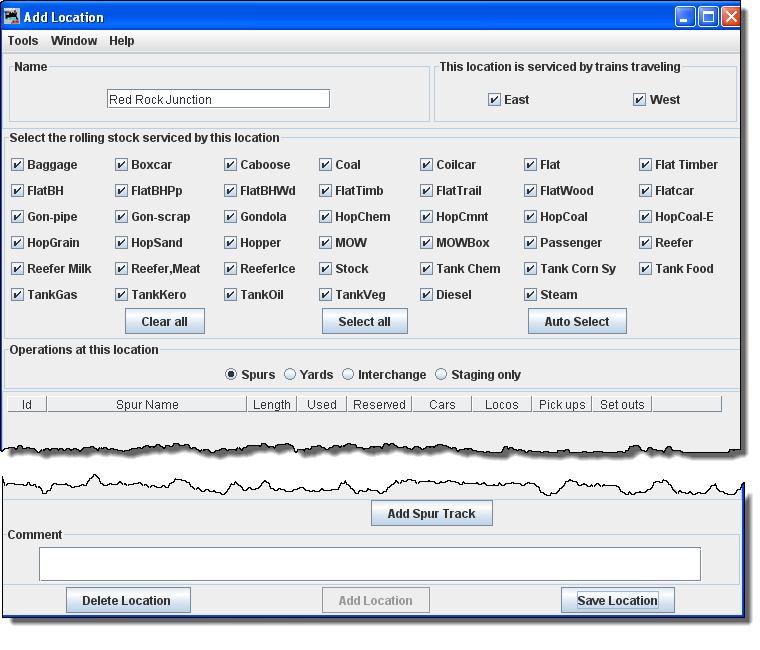 Add Location
Tools Window Help
Name This location is serviced by trains traveling
Red Rock Junction East West
Select the rolling stock serviced by this location
Baggage Boxcar Caboose Coal Coilcar Flat Flat Timber
FlatBH FlatBHPp FlatBHWd FlatTimb FlatTrail FlatWood Flatcar
Gon-pipe Gon-scrap Gondola HopChem HopCmnt HopCoal HopCoal-E
HopGrain HopSand Hopper MOW MOWBox Passenger Reefer
Reefer Milk Reefer,Meat ReeferIce Stock Tank Chem Tank Corn Sy Tank Food
TankGas TankKero TankOil TankVeg Diesel Steam
Clear all Select all Auto Select
Operations at this location
Spurs Yards Interchange Staging only
Id Spur Name Length Used Reserved Cars Locos Pick ups Set outs
Add Spur Track
Comment
Delete Location Add Location Save Location